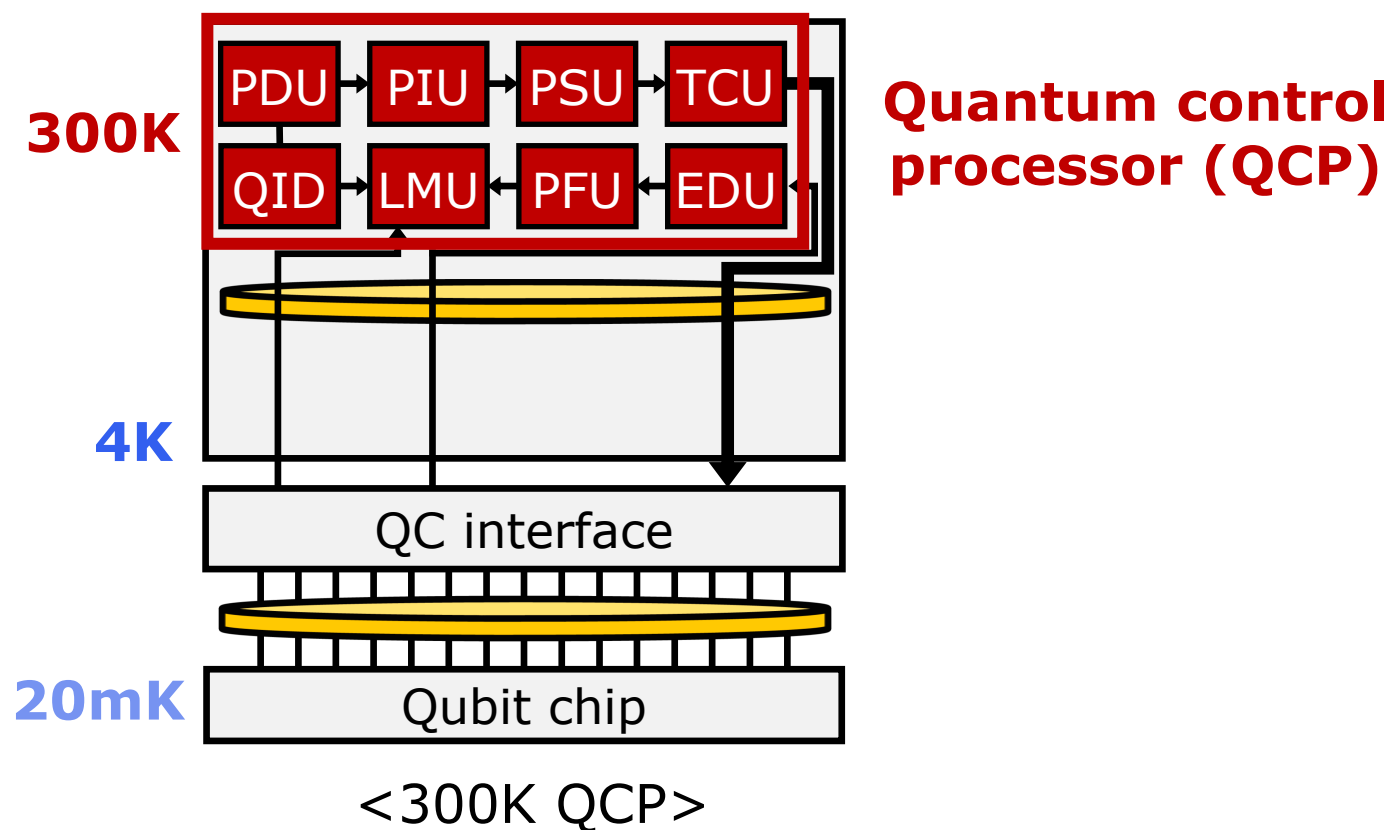 PDU PIU PSU TCU
300K
Quantum control
processor (QCP)
QID LMU PFU EDU
4K
QC interface
20mK
Qubit chip
<300K QCP>